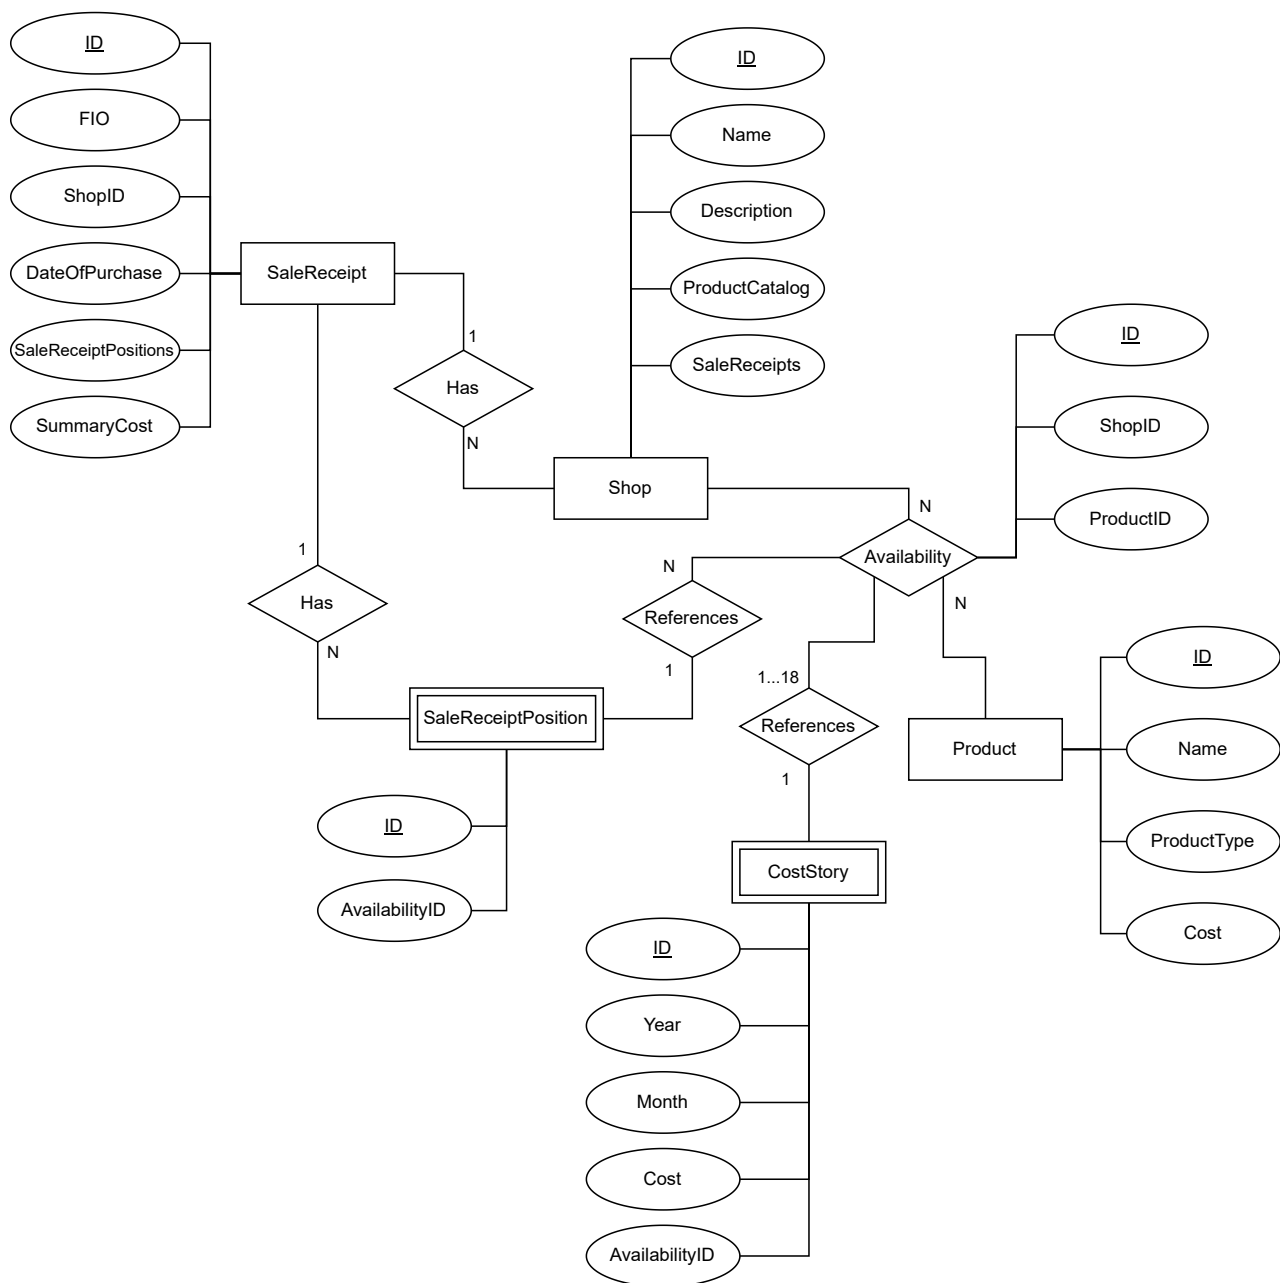 ID
FIO
ShopID
DateOfPurchase
SaleReceiptPositions
SummaryCost
SaleReceipt
1
Has
N
ID
Name
Description
ProductCatalog
SaleReceipts
Shop
N
Availability
ID
ShopID
ProductID
1
Has
N
N
References
1
SaleReceiptPosition
ID
AvailabilityID
1...18
References
1
CostStory
ID
Year
Month
Cost
AvailabilityID
N
Product
ID
Name
ProductType
Cost